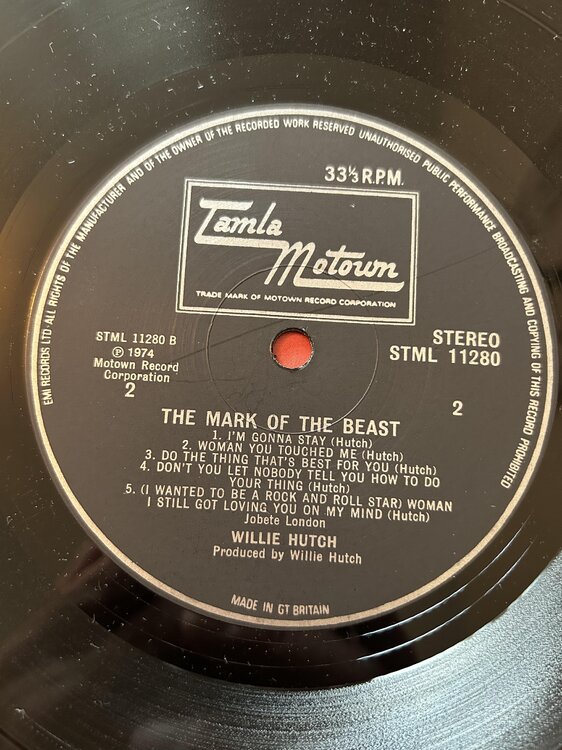 EMI RECORDS LTD·ALL RIGHTS OF THE MANUFACTURER AND OF THE OWNER OF THE RECORDED WORK RESERVED UNAUTHORISED PUBLIC PERFORMANCE BROADCASTING AND COPYING OF THIS RECORD PROHIBITED
33⅓ R.P.M.
Tamla
Motown
TRADE MARK OF MOTOWN RECORD CORPORATION
STML 11280 B
℗ 1974
Motown Record
Corporation
2
STEREO
STML 11280
2
THE MARK OF THE BEAST
1. I'M GONNA STAY (Hutch)
2. WOMAN YOU TOUCHED ME (Hutch)
3. DO THE THING THAT'S BEST FOR YOU (Hutch)
4. DON'T YOU LET NOBODY TELL YOU HOW TO DO
YOUR THING (Hutch)
5. (I WANTED TO BE A ROCK AND ROLL STAR) WOMAN
I STILL GOT LOVING YOU ON MY MIND (Hutch)
Jobete London
WILLIE HUTCH
Produced by Willie Hutch
MADE IN GT BRITAIN